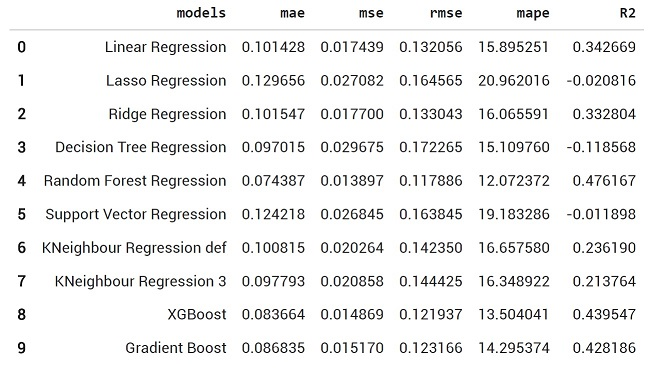 models mae mse rmse mape R2
0 Linear Regression 0.101428 0.017439 0.132056 15.895251 0.342669
1 Lasso Regression 0.129656 0.027082 0.164565 20.962016 -0.020816
2 Ridge Regression 0.101547 0.017700 0.133043 16.065591 0.332804
3 Decision Tree Regression 0.097015 0.029675 0.172265 15.109760 -0.118568
4 Random Forest Regression 0.074387 0.013897 0.117886 12.072372 0.476167
5 Support Vector Regression 0.124218 0.026845 0.163845 19.183286 -0.011898
6 KNeighbour Regression def 0.100815 0.020264 0.142350 16.657580 0.236190
7 KNeighbour Regression 3 0.097793 0.020858 0.144425 16.348922 0.213764
8 XGBoost 0.083664 0.014869 0.121937 13.504041 0.439547
9 Gradient Boost 0.086835 0.015170 0.123166 14.295374 0.428186